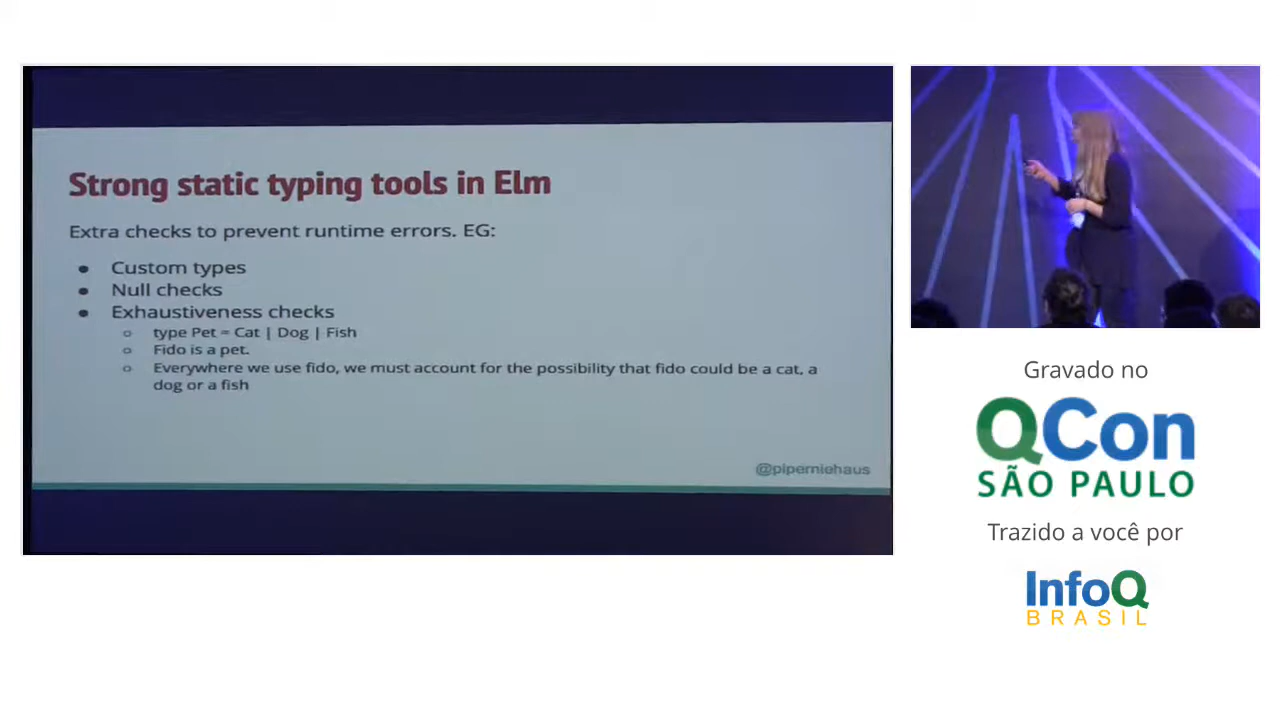 Strong static typing tools in Elm
Extra checks to prevent runtime errors. EG:
● Custom types
● Null checks
● Exhaustiveness checks
○ type Pet = Cat | Dog | Fish
○ Fido is a pet.
○ Everywhere we use fido, we must account for the possibility that fido could be a cat, a
dog or a fish
@piperniehaus
Gravado no
QCon
SÃO PAULO
Trazido a você por
InfoQ
BRASIL